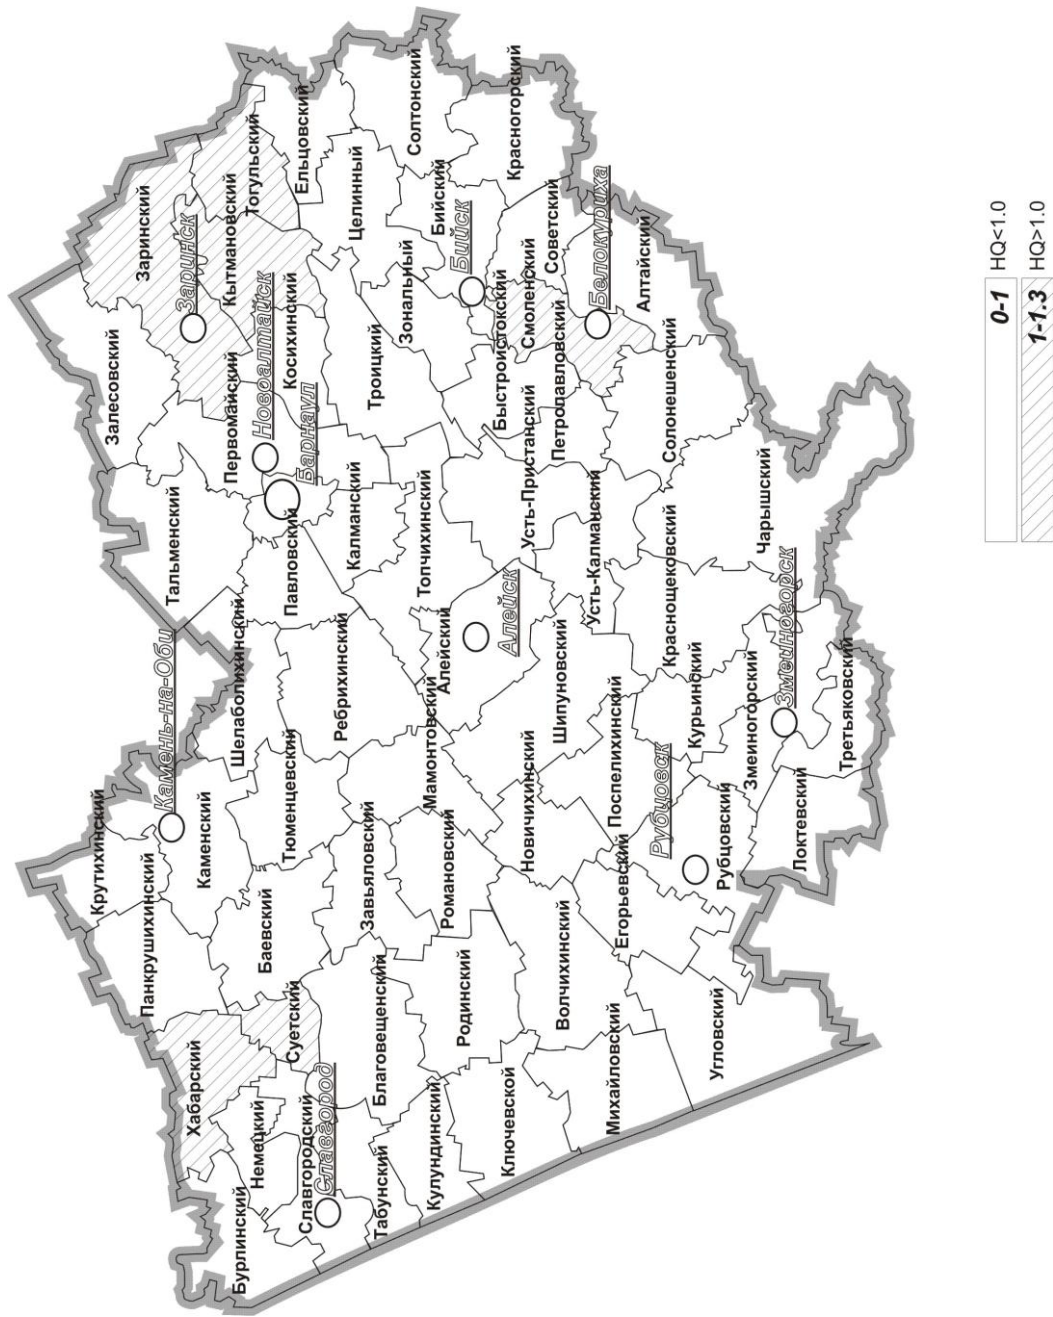 Крутихинский
Панкрушихинский
Камень-на-Оби
Каменский
Хабарский
Баевский
Суетский
Немецкий
Бурлинский
Славгородский
Славгород
Табунский
Благовещенский
Кулундинский
Ключевской
Родинский
Завьяловский
Романовский
Тюменцевский
Мамонтовский
Шелаболихинский
Ребрихинский
Тальменский
Залесовский
Заринский
Заринск
Кытмановский
Тогульский
Ельцовский
Первомайский
Новоалтайск
Косихинский
Барнаул
Павловский
Калманский
Топчихинский
Троицкий
Целинный
Зональный
Солтонский
Бийский
Бийск
Красногорский
Советский
Смоленский
Быстроистокский
Белокуриха
Алтайский
Петропавловский
Усть-Пристанский
Солонешенский
Алейский
Алейск
Усть-Калманский
Шипуновский
Краснощековский
Чарышский
Новичихинский
Поспелихинский
Курьинский
Рубцовск
Рубцовский
Егорьевский
Волчихинский
Михайловский
Угловский
Змеиногорский
Змеиногорск
Третьяковский
Локтевский
0-1 HQ<1.0
1-1.3 HQ>1.0